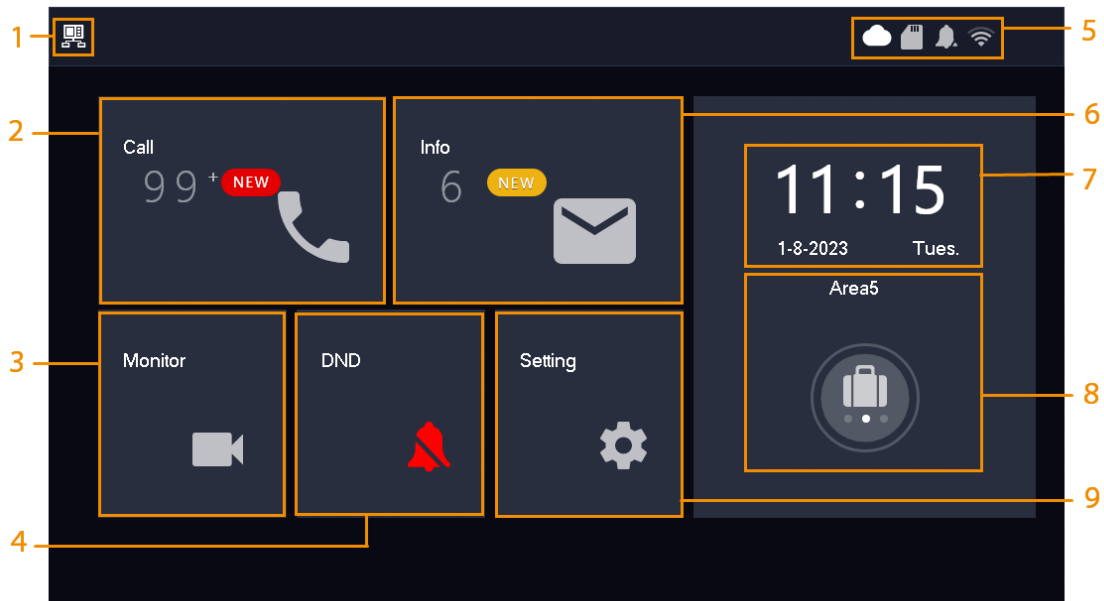 1
5
2
Call
99+ NEW
Info
6 NEW
6
11:15
1-8-2023 Tues.
7
Area5
3
Monitor
DND
Setting
8
4
9